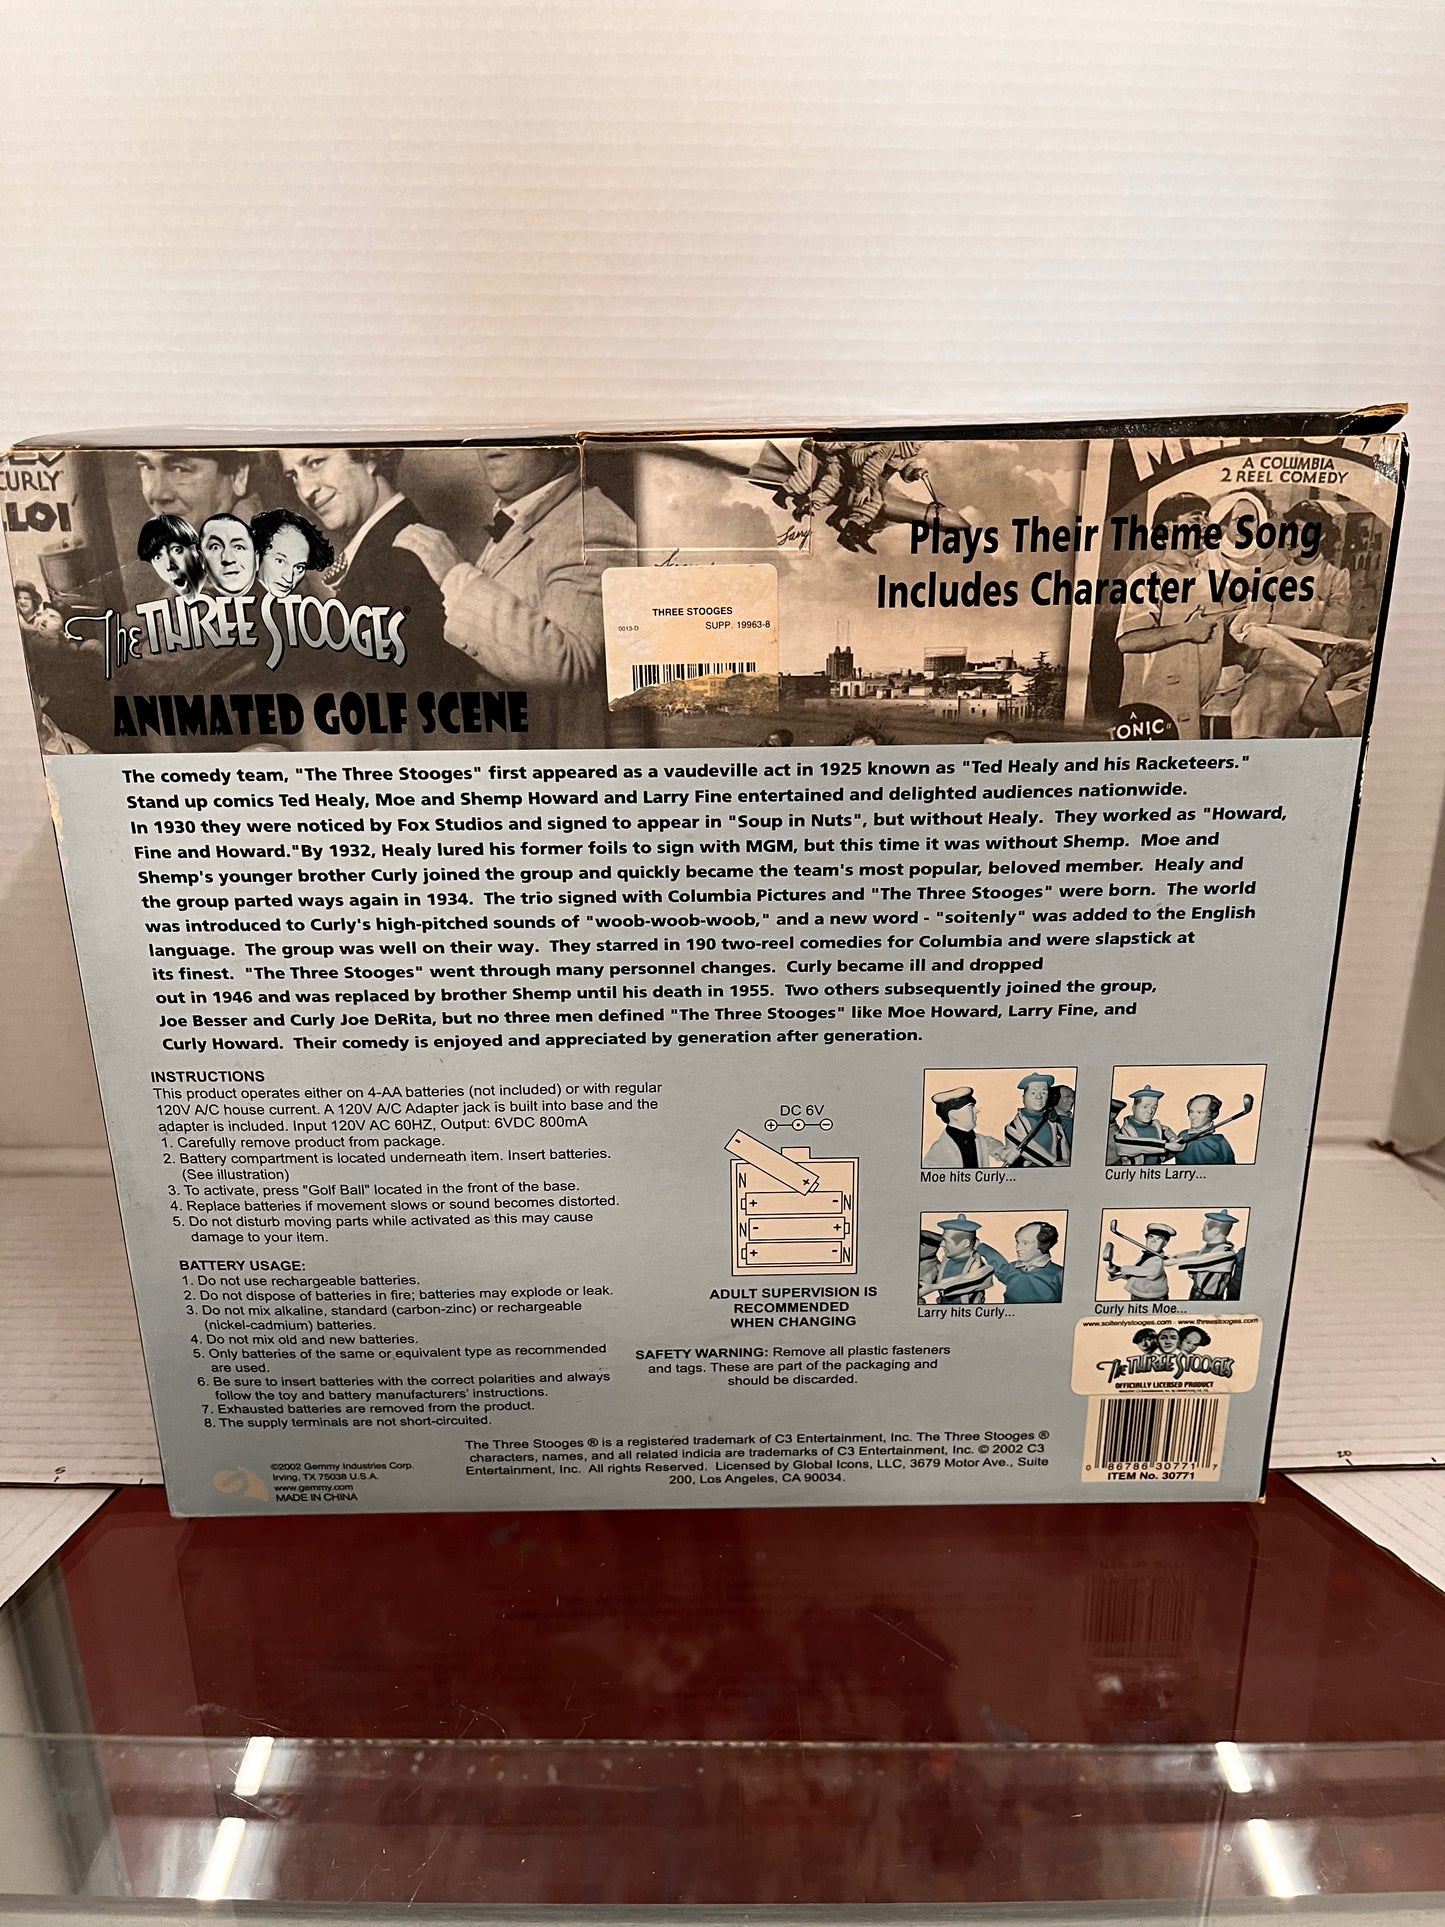 CURLY
LOI
The THREE STOOGES®
ANIMATED GOLF SCENE
THREE STOOGES
0013-D SUPP. 19963-8
Larry
A COLUMBIA
2 REEL COMEDY
Plays Their Theme Song
Includes Character Voices
A
TONIC
The comedy team, "The Three Stooges" first appeared as a vaudeville act in 1925 known as "Ted Healy and his Racketeers."
Stand up comics Ted Healy, Moe and Shemp Howard and Larry Fine entertained and delighted audiences nationwide.
In 1930 they were noticed by Fox Studios and signed to appear in "Soup in Nuts", but without Healy. They worked as "Howard,
Fine and Howard."By 1932, Healy lured his former foils to sign with MGM, but this time it was without Shemp. Moe and
Shemp's younger brother Curly joined the group and quickly became the team's most popular, beloved member. Healy and
the group parted ways again in 1934. The trio signed with Columbia Pictures and "The Three Stooges" were born. The world
was introduced to Curly's high-pitched sounds of "woob-woob-woob," and a new word - "soitenly" was added to the English
language. The group was well on their way. They starred in 190 two-reel comedies for Columbia and were slapstick at
its finest. "The Three Stooges" went through many personnel changes. Curly became ill and dropped
out in 1946 and was replaced by brother Shemp until his death in 1955. Two others subsequently joined the group,
Joe Besser and Curly Joe DeRita, but no three men defined "The Three Stooges" like Moe Howard, Larry Fine, and
Curly Howard. Their comedy is enjoyed and appreciated by generation after generation.
INSTRUCTIONS
This product operates either on 4-AA batteries (not included) or with regular
120V A/C house current. A 120V A/C Adapter jack is built into base and the
adapter is included. Input 120V AC 60HZ, Output: 6VDC 800mA
1. Carefully remove product from package.
2. Battery compartment is located underneath item. Insert batteries.
(See illustration)
3. To activate, press "Golf Ball" located in the front of the base.
4. Replace batteries if movement slows or sound becomes distorted.
5. Do not disturb moving parts while activated as this may cause
damage to your item.
BATTERY USAGE:
1. Do not use rechargeable batteries.
2. Do not dispose of batteries in fire; batteries may explode or leak.
3. Do not mix alkaline, standard (carbon-zinc) or rechargeable
(nickel-cadmium) batteries.
4. Do not mix old and new batteries.
5. Only batteries of the same or equivalent type as recommended
are used.
6. Be sure to insert batteries with the correct polarities and always
follow the toy and battery manufacturers' instructions.
7. Exhausted batteries are removed from the product.
8. The supply terminals are not short-circuited.
DC 6V
ADULT SUPERVISION IS
RECOMMENDED
WHEN CHANGING
SAFETY WARNING: Remove all plastic fasteners
and tags. These are part of the packaging and
should be discarded.
Moe hits Curly...
Curly hits Larry...
Larry hits Curly...
Curly hits Moe...
www.soitenlystooges.com - www.threestooges.com
The THREE STOOGES
OFFICIALLY LICENSED PRODUCT
0 86786 30771 7
ITEM No. 30771
The Three Stooges ® is a registered trademark of C3 Entertainment, Inc. The Three Stooges ®
characters, names, and all related indicia are trademarks of C3 Entertainment, Inc. © 2002 C3
Entertainment, Inc. All rights Reserved. Licensed by Global Icons, LLC, 3679 Motor Ave., Suite
200, Los Angeles, CA 90034.
©2002 Gemmy Industries Corp.
Irving, TX 75038 U.S.A.
www.gemmy.com
MADE IN CHINA
5
20